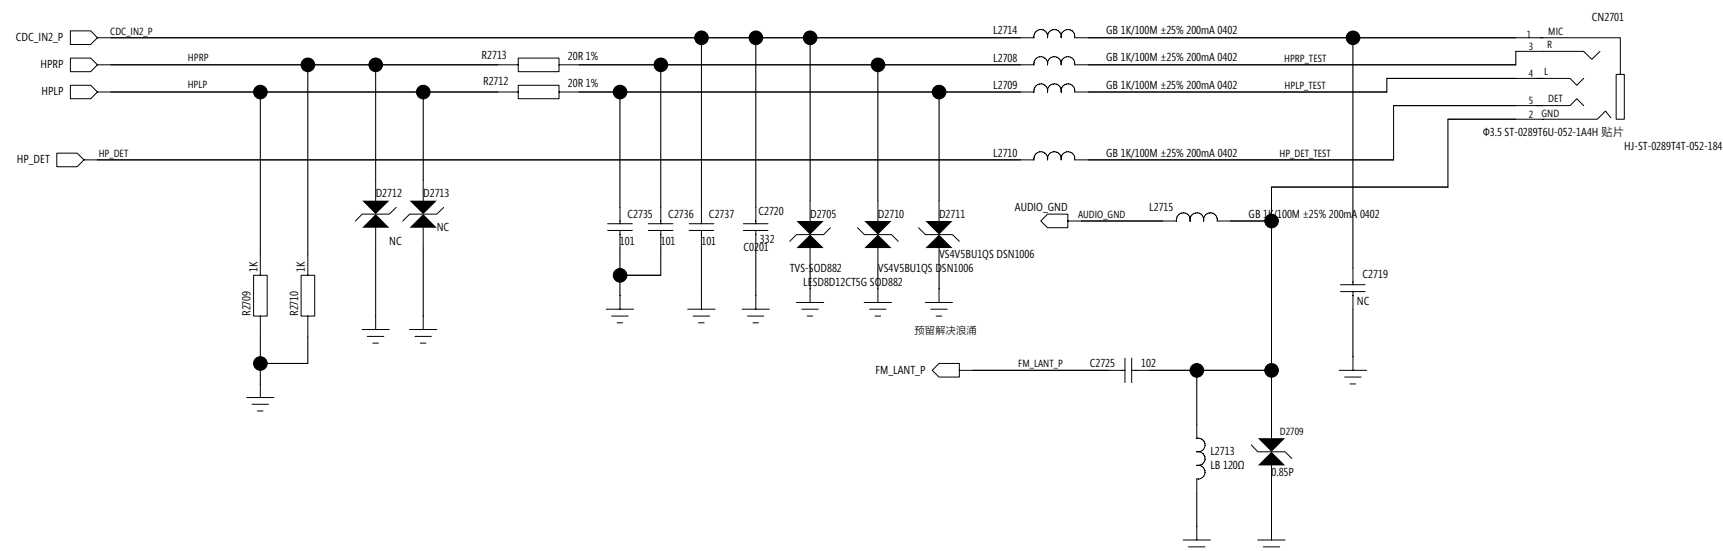 CN2701
CDC_IN2_P
CDC_IN2_P
L2714
GB 1K/100M ±25% 200mA 0402
1
MIC
3
R
HPRP
HPRP
R2713
20R 1%
L2708
GB 1K/100M ±25% 200mA 0402
HPRP_TEST
4
L
HPLP
HPLP
R2712
20R 1%
L2709
GB 1K/100M ±25% 200mA 0402
HPLP_TEST
5
DET
2
GND
Φ3.5 ST-0289T6U-052-1A4H 贴片
HJ-ST-0289T4T-052-184
HP_DET
HP_DET
L2710
GB 1K/100M ±25% 200mA 0402
HP_DET_TEST
D2712
NC
D2713
NC
AUDIO_GND
AUDIO_GND
L2715
GB 1K/100M ±25% 200mA 0402
C2735
101
C2736
101
C2737
101
C2720
332
C0201
D2705
TVS-SOD882
LESD8D12CT5G SOD882
D2710
VS4V5BU1QS DSN1006
D2711
VS4V5BU1QS DSN1006
预留解决浪涌
1K
R2709
1K
R2710
C2719
NC
FM_LANT_P
FM_LANT_P
C2725
102
L2713
LB 120Ω
D2709
0.85P